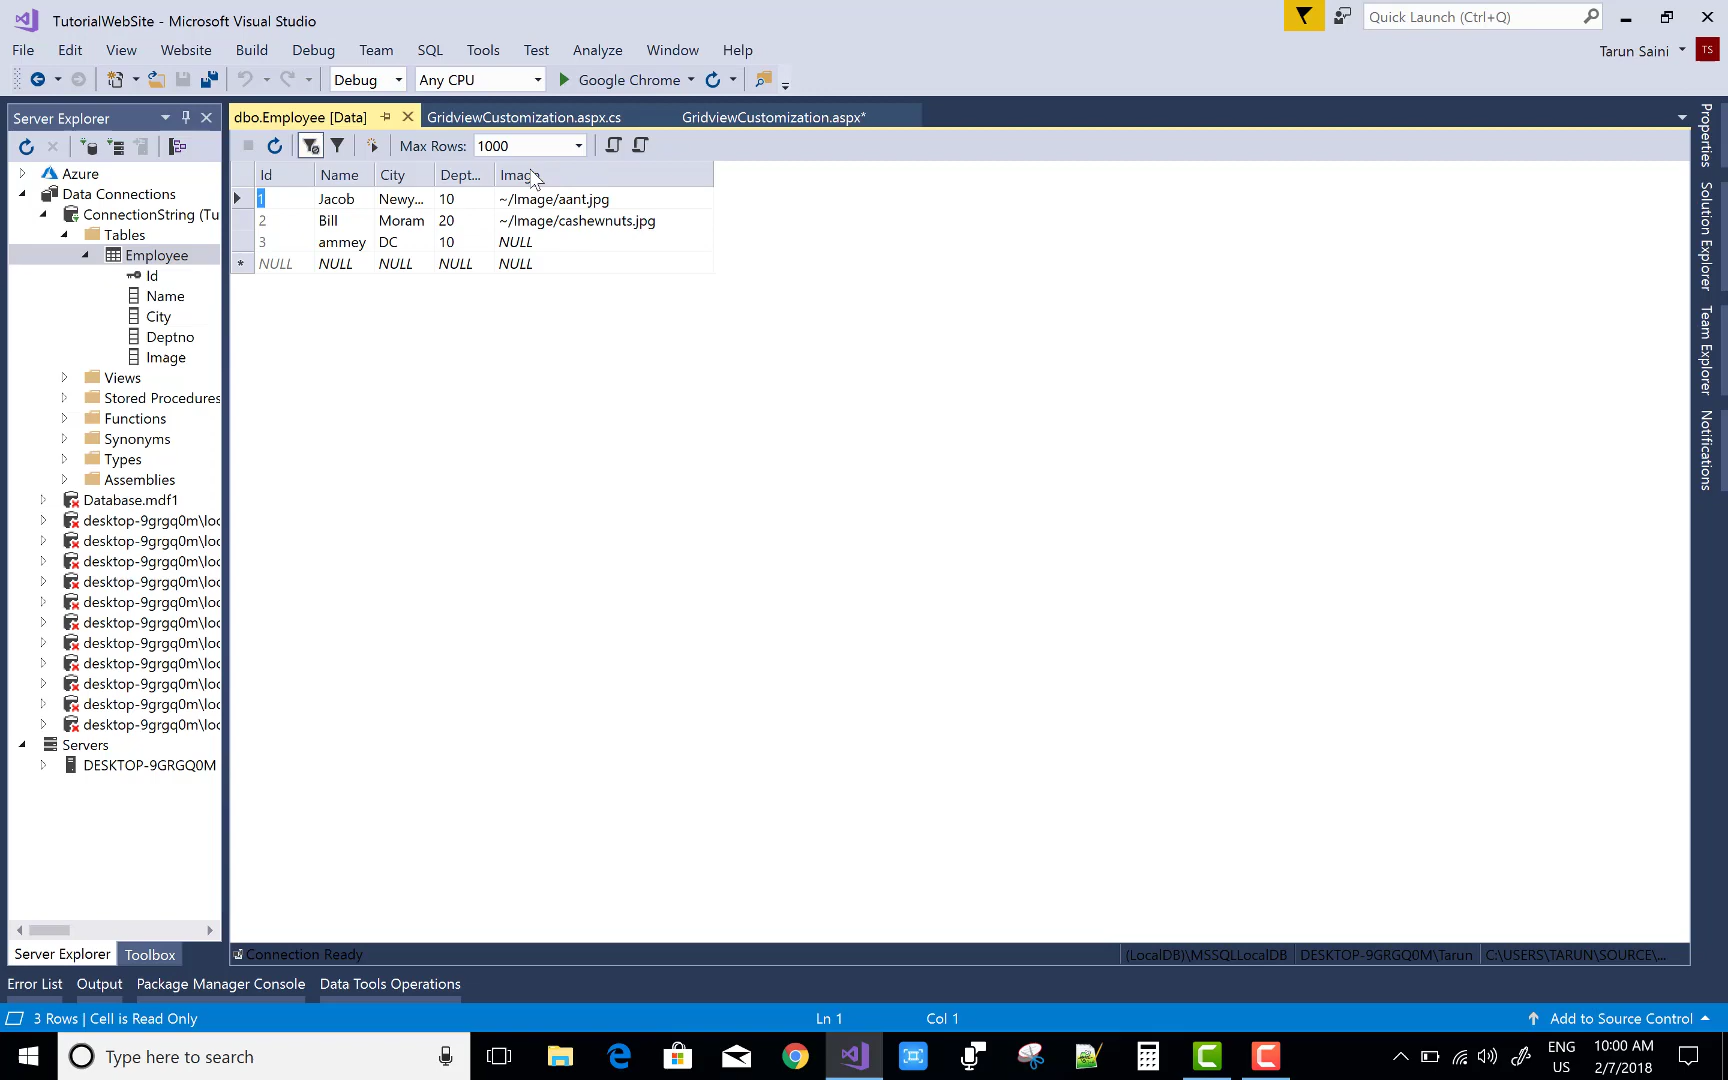 TutorialWebSite - Microsoft Visual Studio
Quick Launch (Ctrl+Q)
File Edit View Website Build Debug Team SQL Tools Test Analyze Window Help
Tarun Saini TS
Debug Any CPU Google Chrome
Server Explorer
dbo.Employee [Data] GridviewCustomization.aspx.cs GridviewCustomization.aspx*
Max Rows: 1000
Azure
Data Connections
ConnectionString (Tu
Tables
Employee
Id
Name
City
Deptno
Image
Views
Stored Procedures
Functions
Synonyms
Types
Assemblies
Database.mdf1
desktop-9grgq0m\loc
desktop-9grgq0m\loc
desktop-9grgq0m\loc
desktop-9grgq0m\loc
desktop-9grgq0m\loc
desktop-9grgq0m\loc
desktop-9grgq0m\loc
desktop-9grgq0m\loc
desktop-9grgq0m\loc
desktop-9grgq0m\loc
desktop-9grgq0m\loc
Servers
DESKTOP-9GRGQ0M
Id Name City Dept... Image
1 Jacob Newy... 10 ~/Image/aant.jpg
2 Bill Moram 20 ~/Image/cashewnuts.jpg
3 ammey DC 10 NULL
* NULL NULL NULL NULL NULL
Properties
Solution Explorer
Team Explorer
Notifications
Server Explorer Toolbox
Connection Ready (LocalDB)\MSSQLLocalDB DESKTOP-9GRGQ0M\Tarun C:\USERS\TARUN\SOURCE\...
Error List Output Package Manager Console Data Tools Operations
3 Rows | Cell is Read Only Ln 1 Col 1 Add to Source Control
Type here to search
ENG
US
10:00 AM
2/7/2018